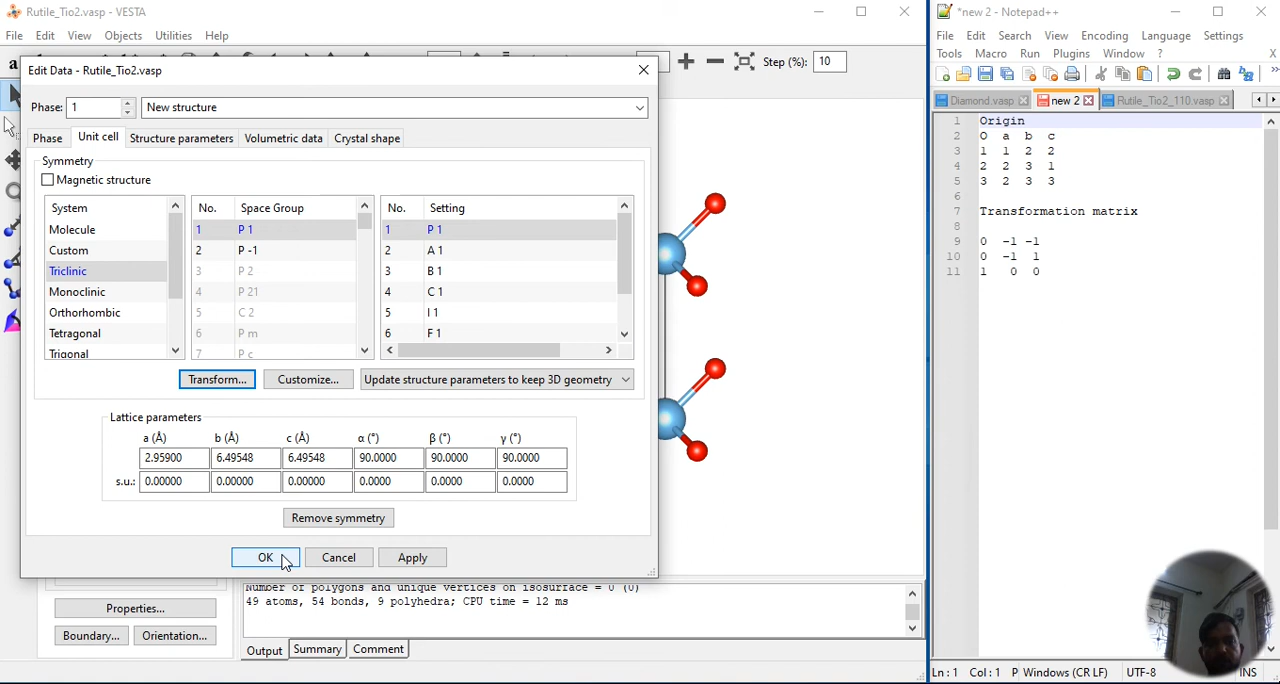 Rutile_Tio2.vasp - VESTA
File Edit View Objects Utilities Help
Step (%): 10
Edit Data - Rutile_Tio2.vasp
Phase: 1 New structure
Phase Unit cell Structure parameters Volumetric data Crystal shape
Symmetry
Magnetic structure
System No. Space Group No. Setting
Molecule 1 P 1 1 P 1
Custom 2 P -1 2 A 1
Triclinic 3 P 2 3 B 1
Monoclinic 4 P 21 4 C 1
Orthorhombic 5 C 2 5 I 1
Tetragonal 6 P m 6 F 1
Trigonal 7 P c
Transform... Customize... Update structure parameters to keep 3D geometry
Lattice parameters
a (Å) b (Å) c (Å) α (°) β (°) γ (°)
2.95900 6.49548 6.49548 90.0000 90.0000 90.0000
s.u.: 0.00000 0.00000 0.00000 0.0000 0.0000 0.0000
Remove symmetry
OK Cancel Apply
Number of polygons and unique vertices on isosurface = 0 (0)
49 atoms, 54 bonds, 9 polyhedra; CPU time = 12 ms
Properties...
Boundary... Orientation...
Output Summary Comment
*new 2 - Notepad++
File Edit Search View Encoding Language Settings
Tools Macro Run Plugins Window ? X
Diamond.vasp new 2 Rutile_Tio2_110.vasp
1 Origin
2 O a b c
3 1 1 2 2
4 2 2 3 1
5 3 2 3 3
6
7 Transformation matrix
8
9 0 -1 -1
10 0 -1 1
11 1 0 0
Ln : 1 Col : 1 P Windows (CR LF) UTF-8 INS